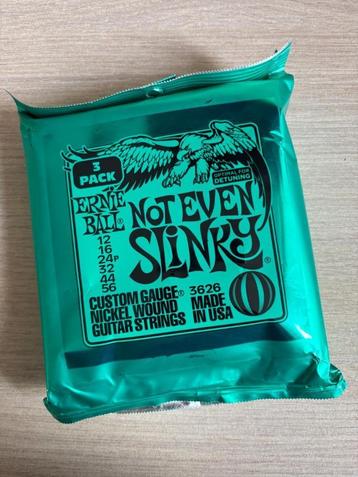 3
PACK
ERNIE
BALL®
OPTIMAL FOR
DETUNING
NOT EVEN
SLINKY®
12
16
24P
32
44
56
CUSTOM GAUGE®
NICKEL WOUND
GUITAR STRINGS
3626
MADE
IN USA